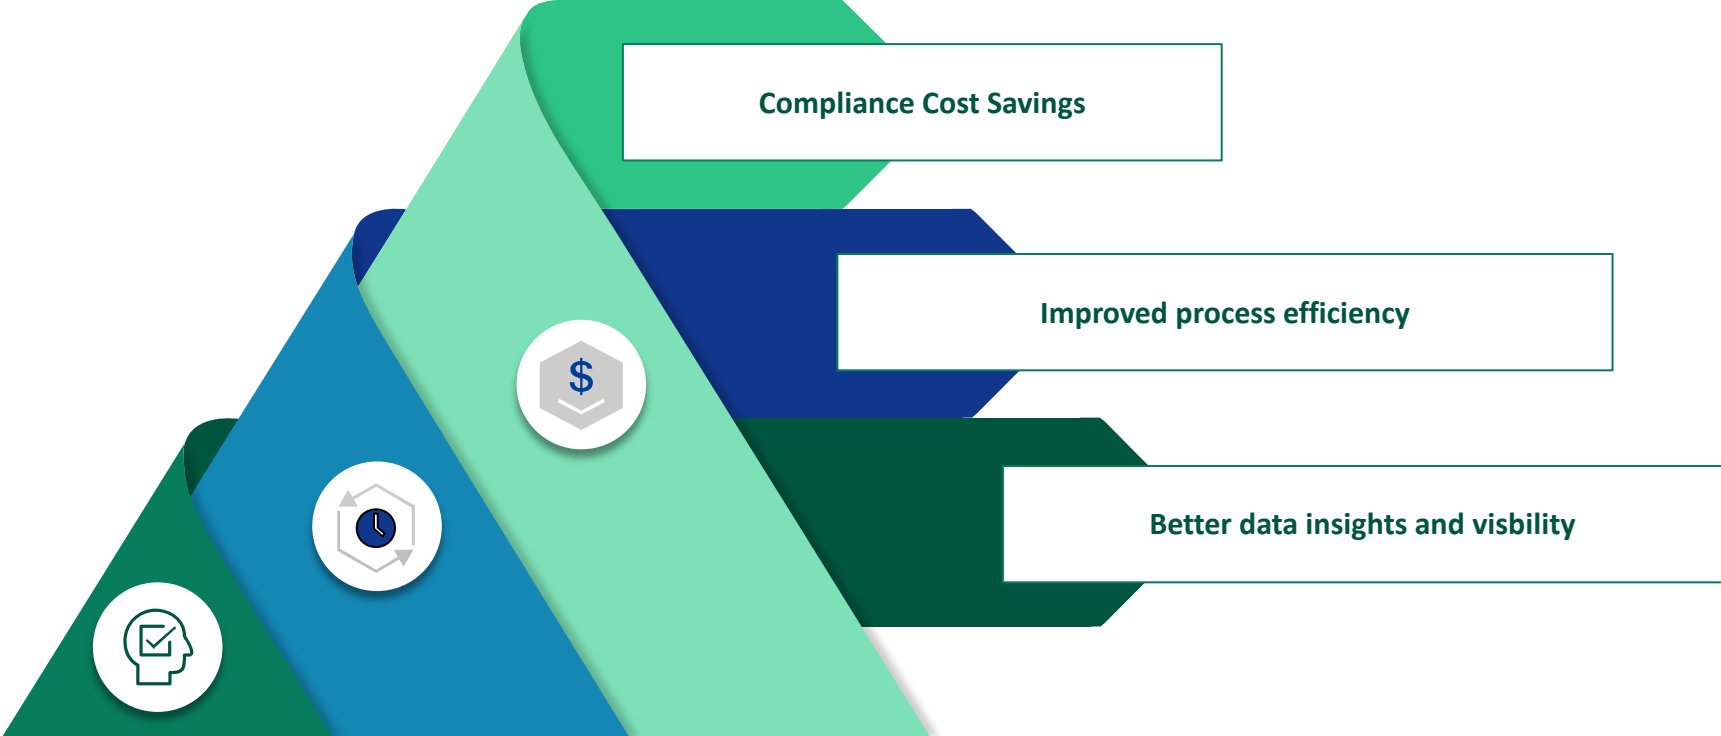 Compliance Cost Savings
Improved process efficiency
$
Better data insights and visbility